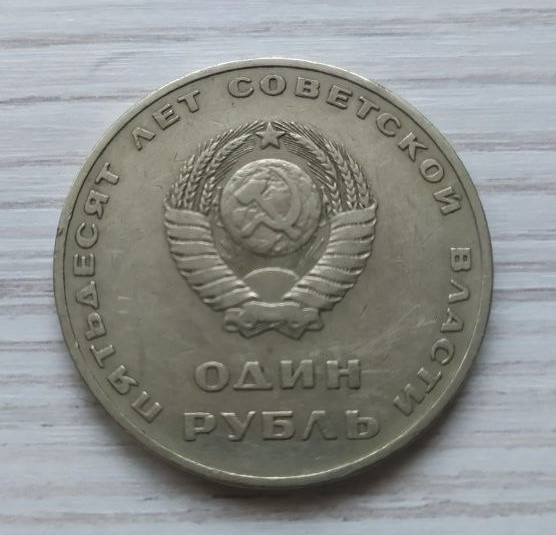 ПЯТЬДЕСЯТ ЛЕТ СОВЕТСКОЙ ВЛАСТИ
ОДИН
РУБЛЬ